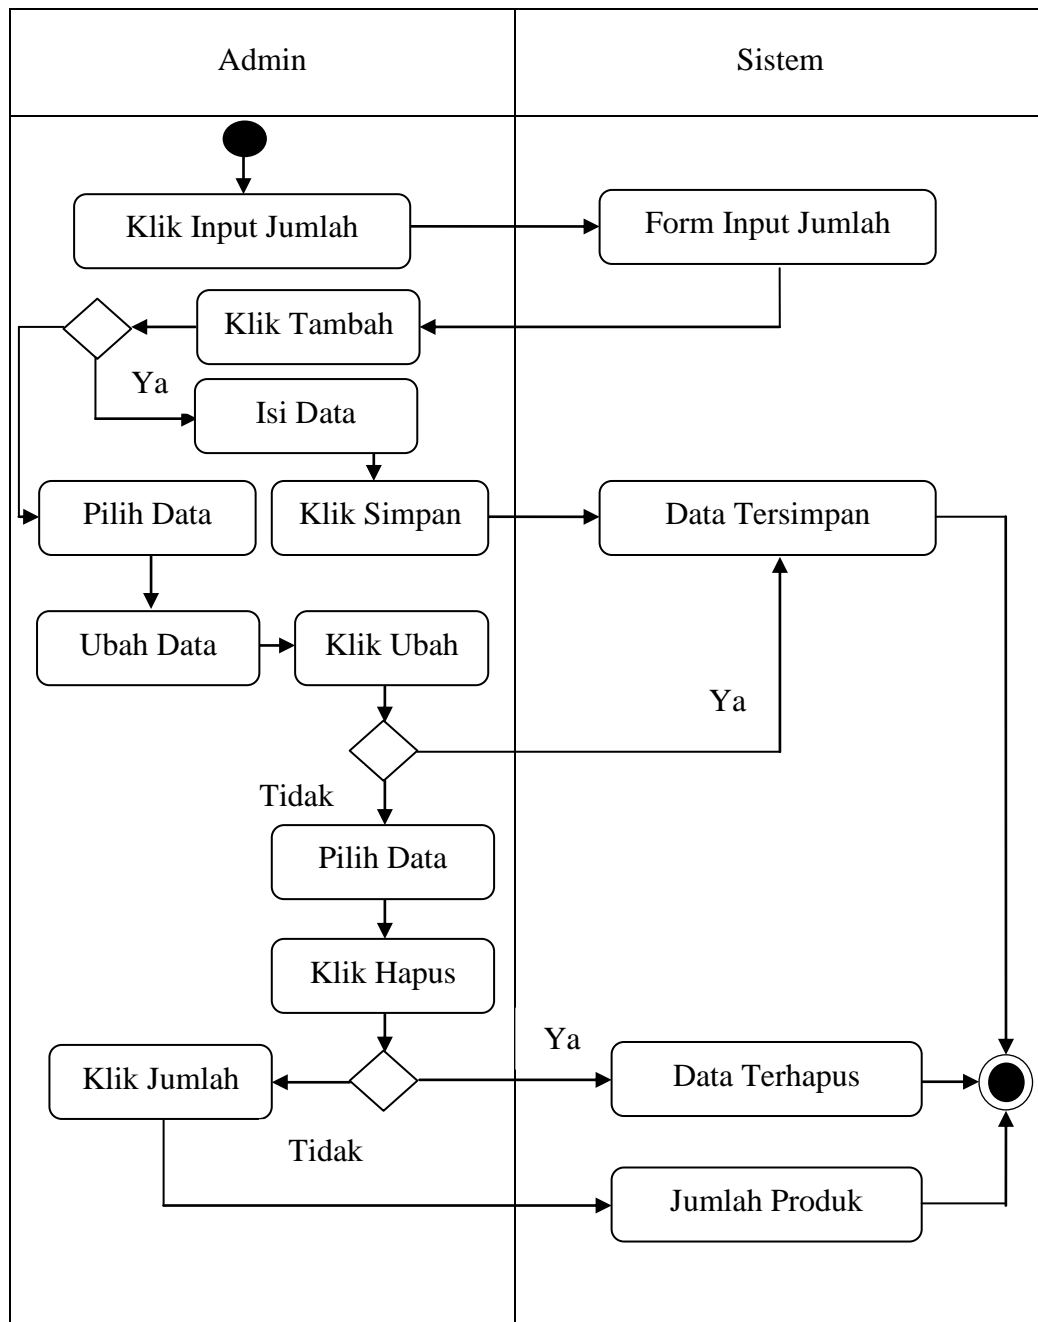 Admin
Sistem
Klik Input Jumlah
Form Input Jumlah
Klik Tambah
Ya
Isi Data
Pilih Data
Klik Simpan
Data Tersimpan
Ubah Data
Klik Ubah
Ya
Tidak
Pilih Data
Klik Hapus
Ya
Klik Jumlah
Data Terhapus
Tidak
Jumlah Produk